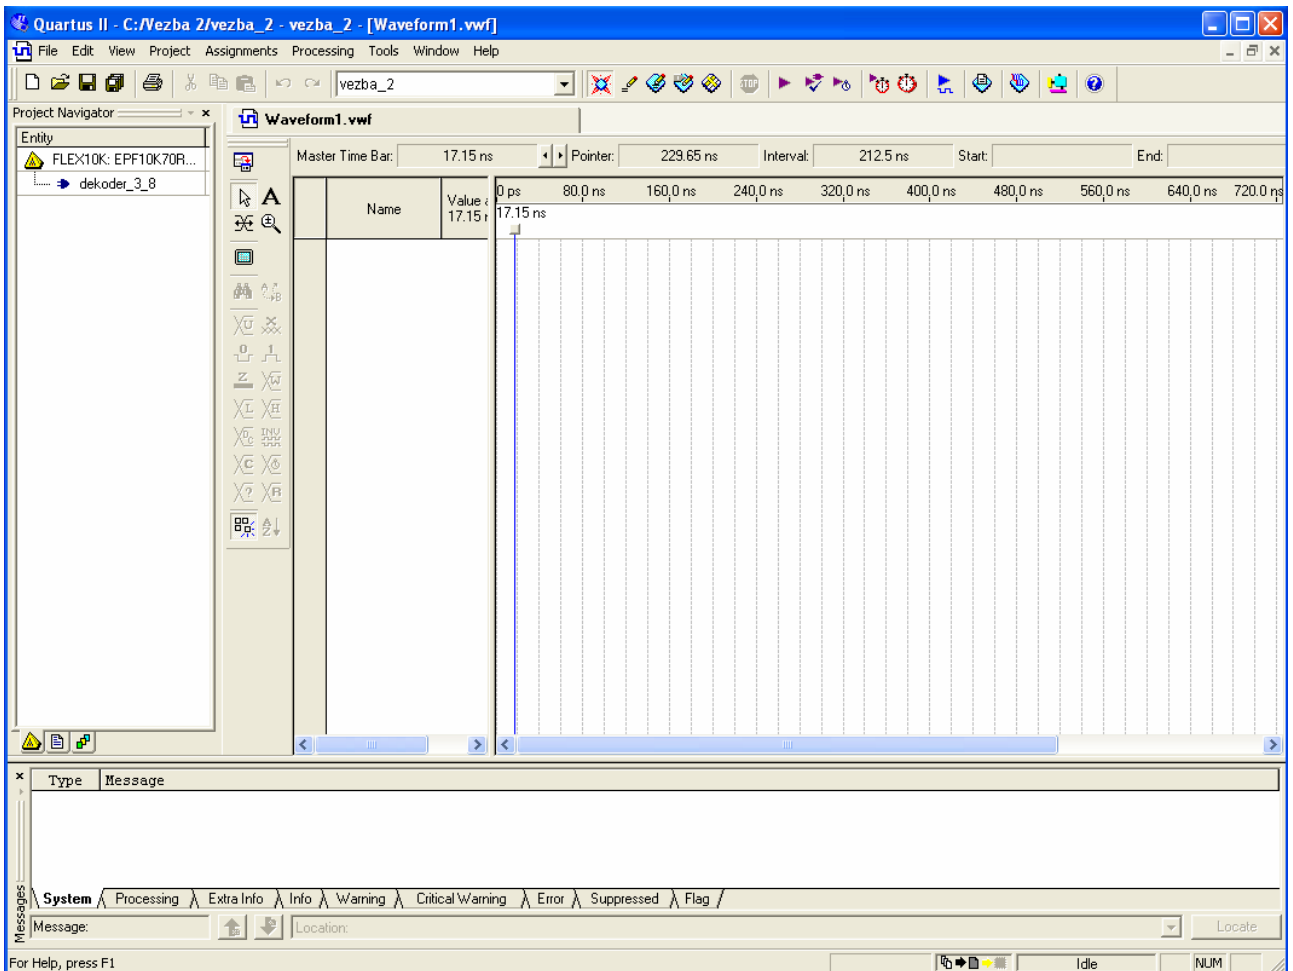 Quartus II - C:/Vezba 2/vezba_2 - vezba_2 - [Waveform1.vwf]
File Edit View Project Assignments Processing Tools Window Help
vezba_2
Project Navigator
Waveform1.vwf
Entity
FLEX10K: EPF10K70R...
dekoder_3_8
Master Time Bar: 17.15 ns Pointer: 229.65 ns Interval: 212.5 ns Start: End:
Name
Value a
17.15 r
0 ps 80.0 ns 160.0 ns 240.0 ns 320.0 ns 400.0 ns 480.0 ns 560.0 ns 640.0 ns 720.0 ns
17.15 ns
Type Message
System Processing Extra Info Info Warning Critical Warning Error Suppressed Flag
Messages
Message: Location: Locate
For Help, press F1 Idle NUM